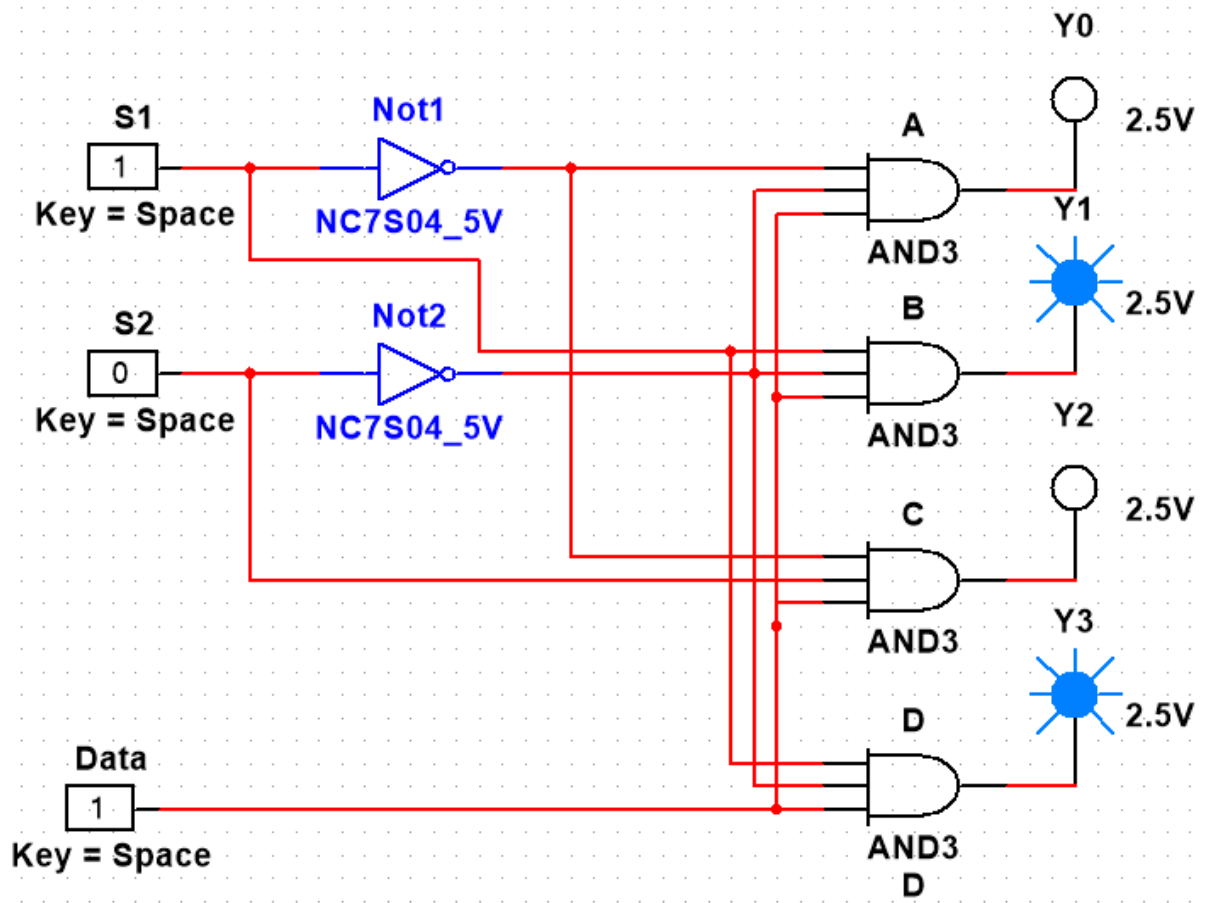 Y0
S1
Not1
A
2.5V
1
Key = Space
NC7S04_5V
Y1
AND3
S2
Not2
B
2.5V
0
Key = Space
NC7S04_5V
Y2
AND3
C
2.5V
AND3
Y3
D
2.5V
Data
1
Key = Space
AND3
D